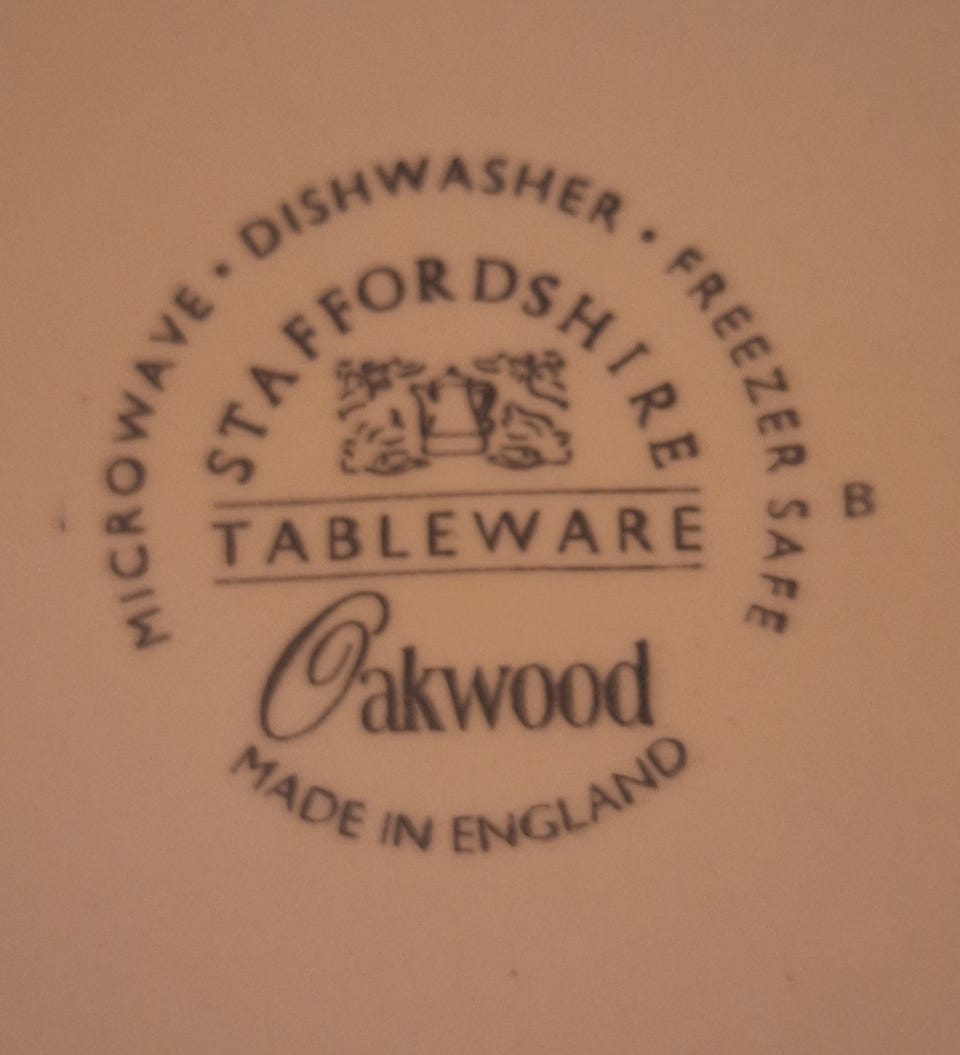 MICROWAVE • DISHWASHER • FREEZER SAFE
STAFFORDSHIRE
TABLEWARE
Oakwood
MADE IN ENGLAND
B